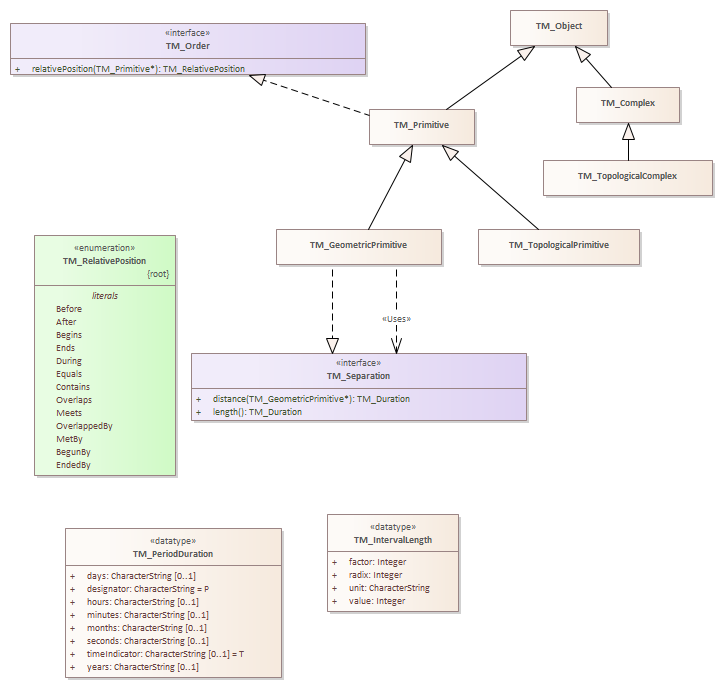 «interface»
TM_Order
+ relativePosition(TM_Primitive*): TM_RelativePosition
TM_Object
TM_Complex
TM_Primitive
TM_TopologicalComplex
TM_GeometricPrimitive
TM_TopologicalPrimitive
«enumeration»
TM_RelativePosition
{root}
literals
Before
After
Begins
Ends
During
Equals
Contains
Overlaps
Meets
OverlappedBy
MetBy
BegunBy
EndedBy
«Uses»
«interface»
TM_Separation
+ distance(TM_GeometricPrimitive*): TM_Duration
+ length(): TM_Duration
«datatype»
TM_PeriodDuration
+ days: CharacterString [0..1]
+ designator: CharacterString = P
+ hours: CharacterString [0..1]
+ minutes: CharacterString [0..1]
+ months: CharacterString [0..1]
+ seconds: CharacterString [0..1]
+ timeIndicator: CharacterString [0..1] = T
+ years: CharacterString [0..1]
«datatype»
TM_IntervalLength
+ factor: Integer
+ radix: Integer
+ unit: CharacterString
+ value: Integer